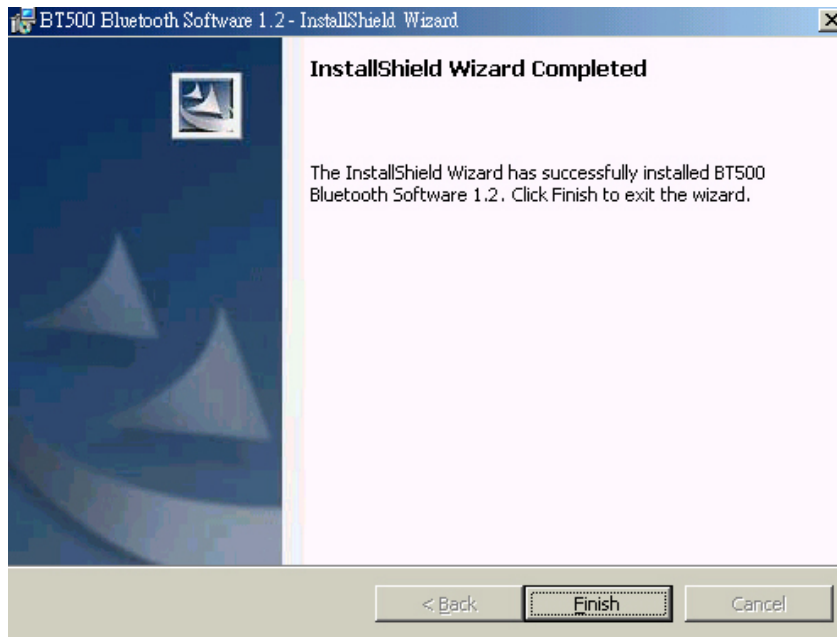 BT500 Bluetooth Software 1.2 - InstallShield Wizard
InstallShield Wizard Completed
The InstallShield Wizard has successfully installed BT500
Bluetooth Software 1.2. Click Finish to exit the wizard.
< Back Finish Cancel